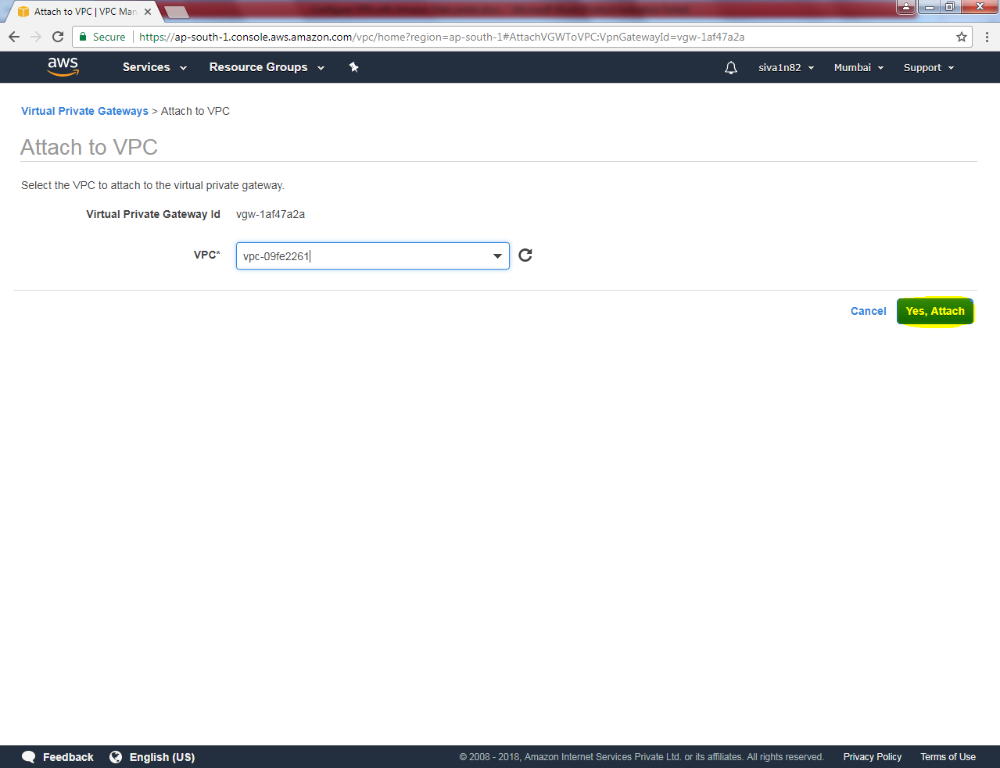 Attach to VPC | VPC Man
Secure
https://ap-south-1.console.aws.amazon.com/vpc/home?region=ap-south-1#AttachVGWToVPC:VpnGatewayId=vgw-1af47a2a
aws Services Resource Groups siva1n82 Mumbai Support
Virtual Private Gateways > Attach to VPC
Attach to VPC
Select the VPC to attach to the virtual private gateway.
Virtual Private Gateway Id vgw-1af47a2a
VPC* vpc-09fe2261
Cancel Yes, Attach
Feedback English (US) © 2008 - 2018, Amazon Internet Services Private Ltd. or its affiliates. All rights reserved. Privacy Policy Terms of Use